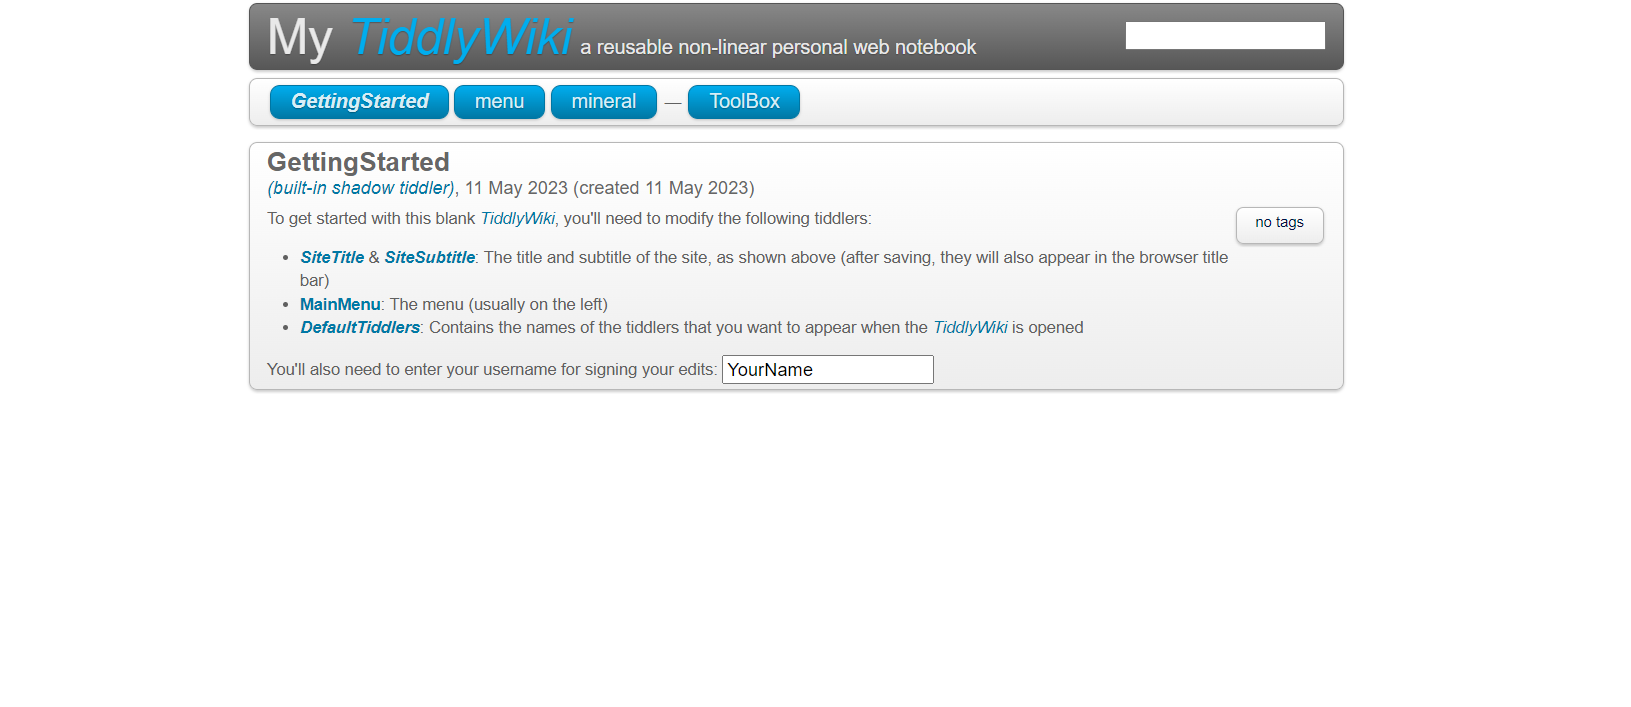 My TiddlyWiki a reusable non-linear personal web notebook
GettingStarted menu mineral — ToolBox
GettingStarted
(built-in shadow tiddler), 11 May 2023 (created 11 May 2023)
To get started with this blank TiddlyWiki, you'll need to modify the following tiddlers:
no tags
• SiteTitle & SiteSubtitle: The title and subtitle of the site, as shown above (after saving, they will also appear in the browser title
bar)
• MainMenu: The menu (usually on the left)
• DefaultTiddlers: Contains the names of the tiddlers that you want to appear when the TiddlyWiki is opened
You'll also need to enter your username for signing your edits: YourName